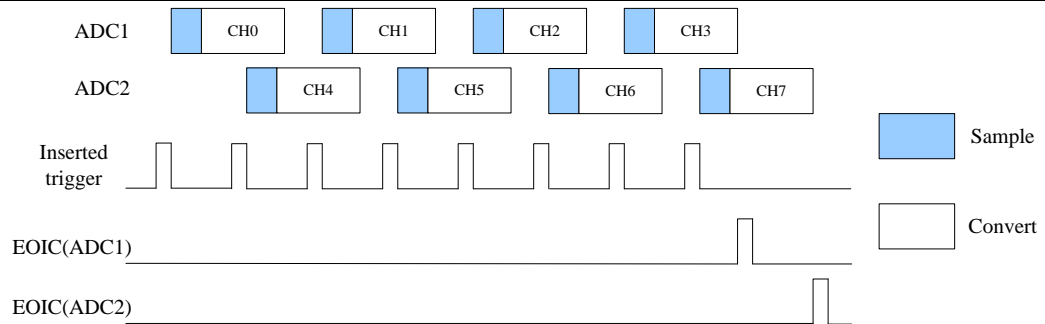 ADC1
CH0
CH1
CH2
CH3
ADC2
CH4
CH5
CH6
CH7
Sample
Inserted
trigger
Convert
EOIC(ADC1)
EOIC(ADC2)